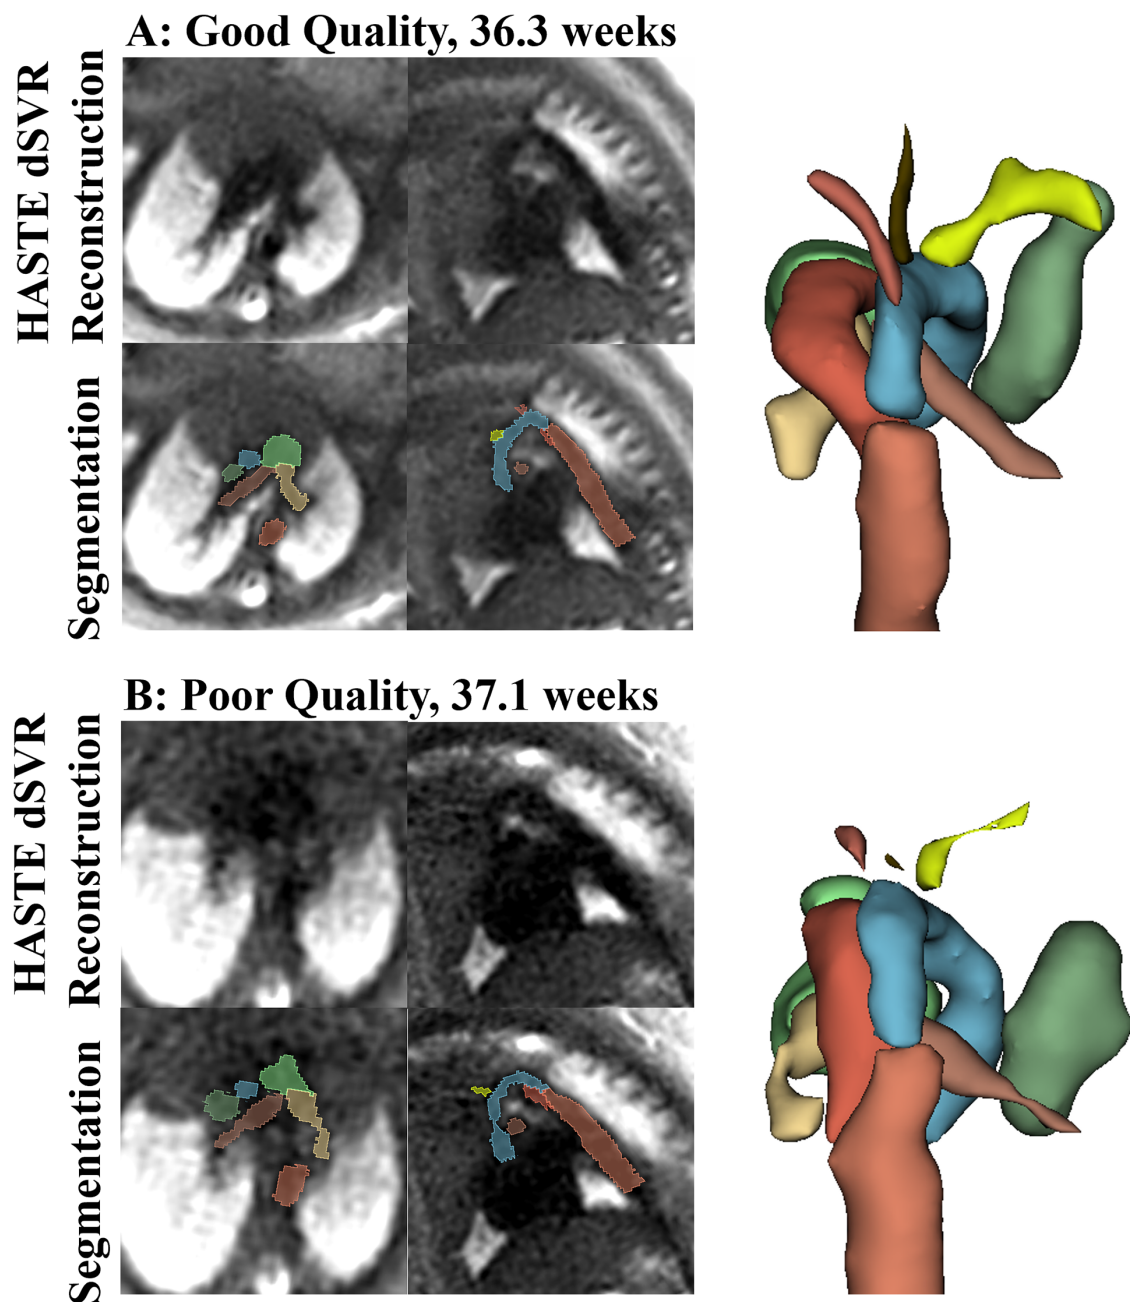 A: Good Quality, 36.3 weeks
HASTE dSVR
Reconstruction
Segmentation
B: Poor Quality, 37.1 weeks
HASTE dSVR
Reconstruction
Segmentation